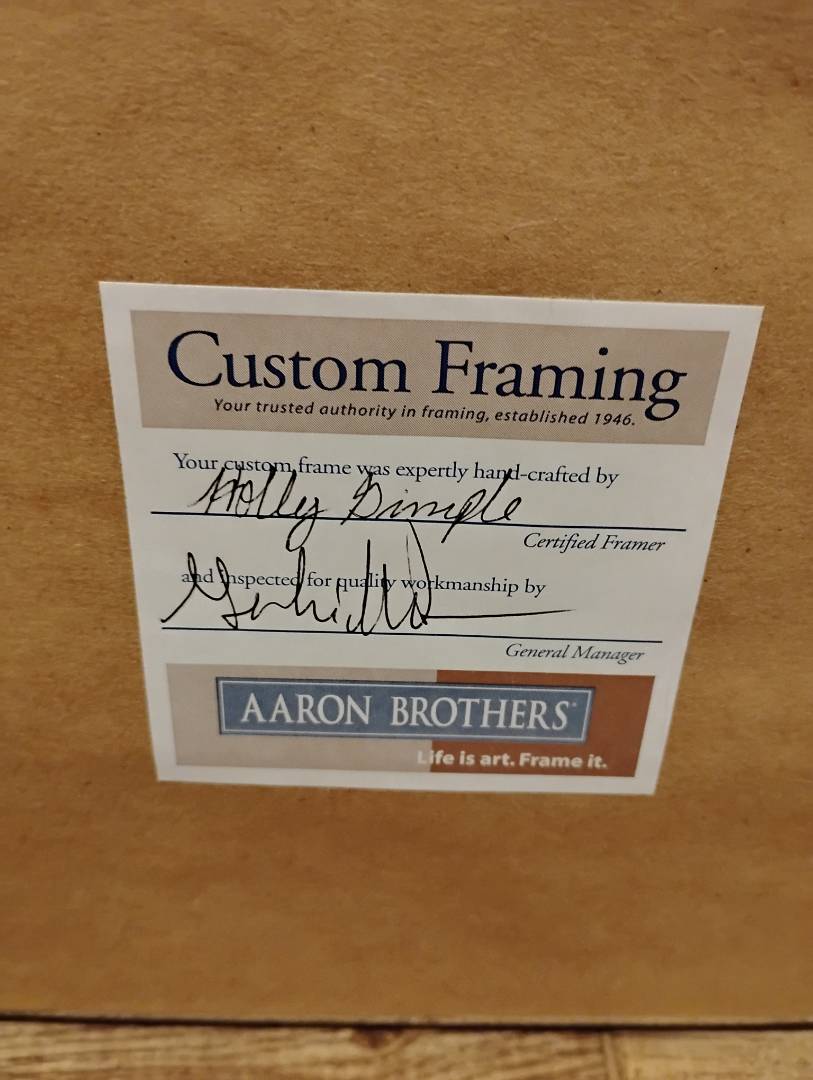 Custom Framing
Your trusted authority in framing, established 1946.
Your custom frame was expertly hand-crafted by
Holly Dimple
Certified Framer
and inspected for quality workmanship by
General Manager
AARON BROTHERS
Life is art. Frame it.